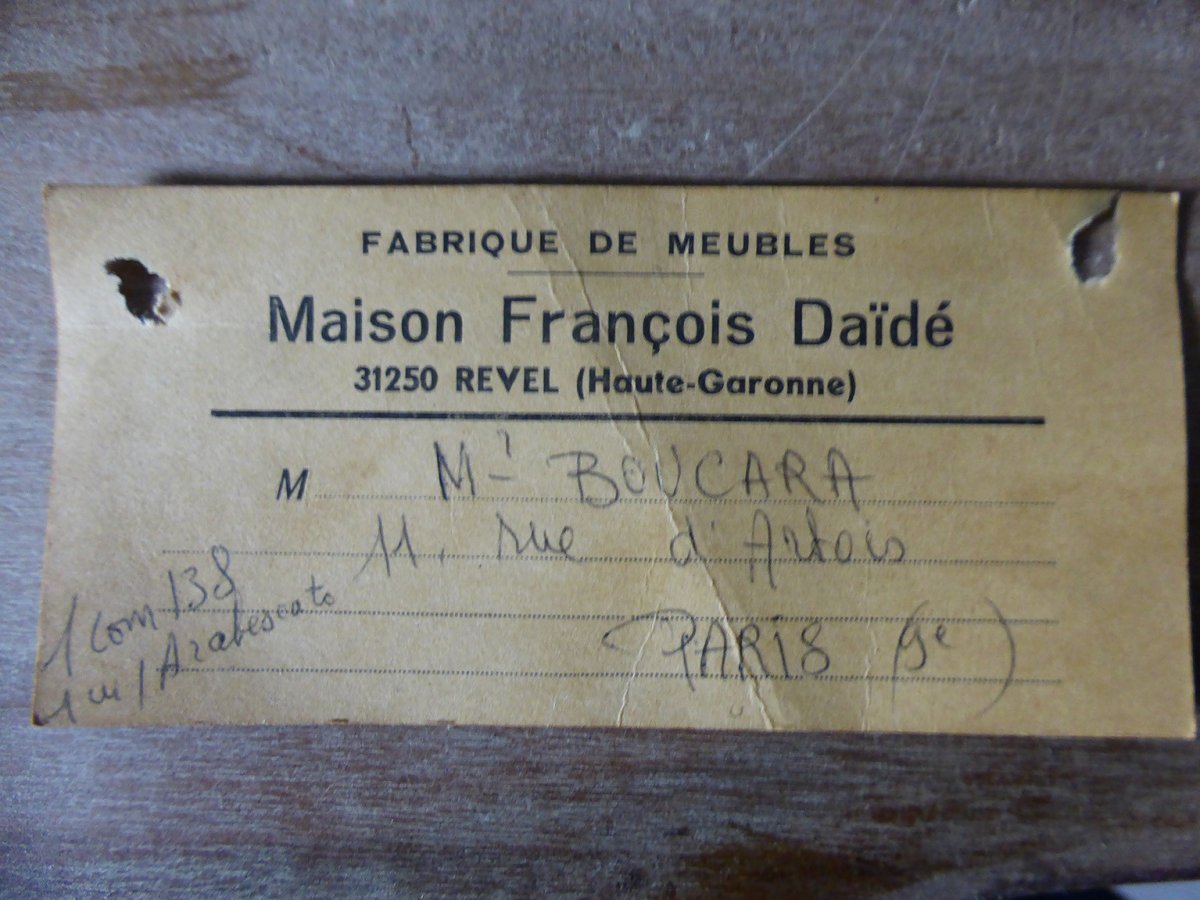 FABRIQUE DE MEUBLES
Maison François Daïdé
31250 REVEL (Haute-Garonne)
M Mr BOUCARA
11, rue d'Artois
PARIS (9e)
1 com 138
1 m/Arabescato